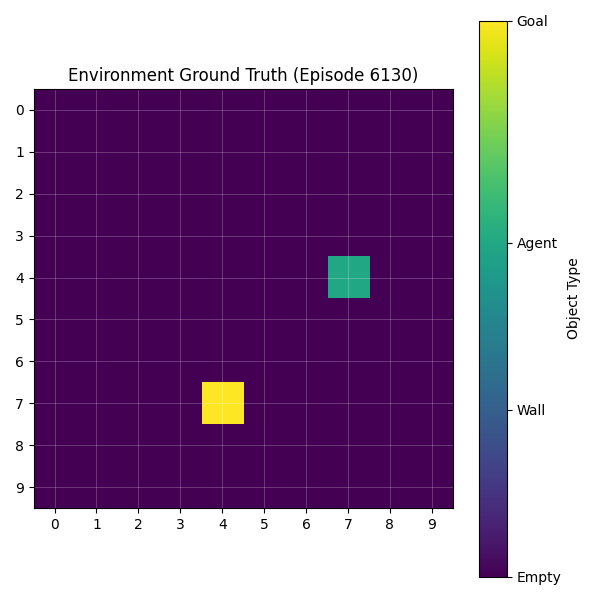 Environment Ground Truth (Episode 6130)
0
1
2
3
4
5
6
7
8
9
0 1 2 3 4 5 6 7 8 9
Goal
Agent
Wall
Empty
Object Type